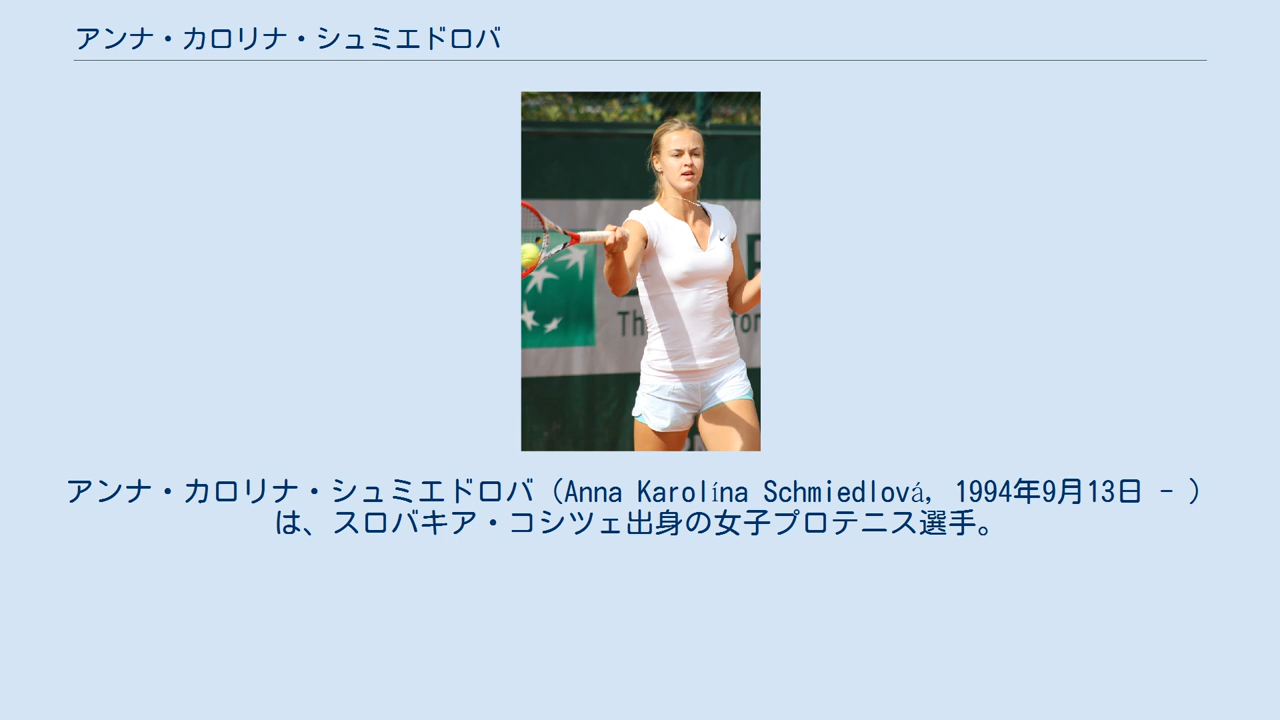 アンナ・カロリナ・シュミエドロバ
Th
for
アンナ・カロリナ・シュミエドロバ（Anna Karolína Schmiedlová, 1994年9月13日 - ）
は、スロバキア・コシツェ出身の女子プロテニス選手。